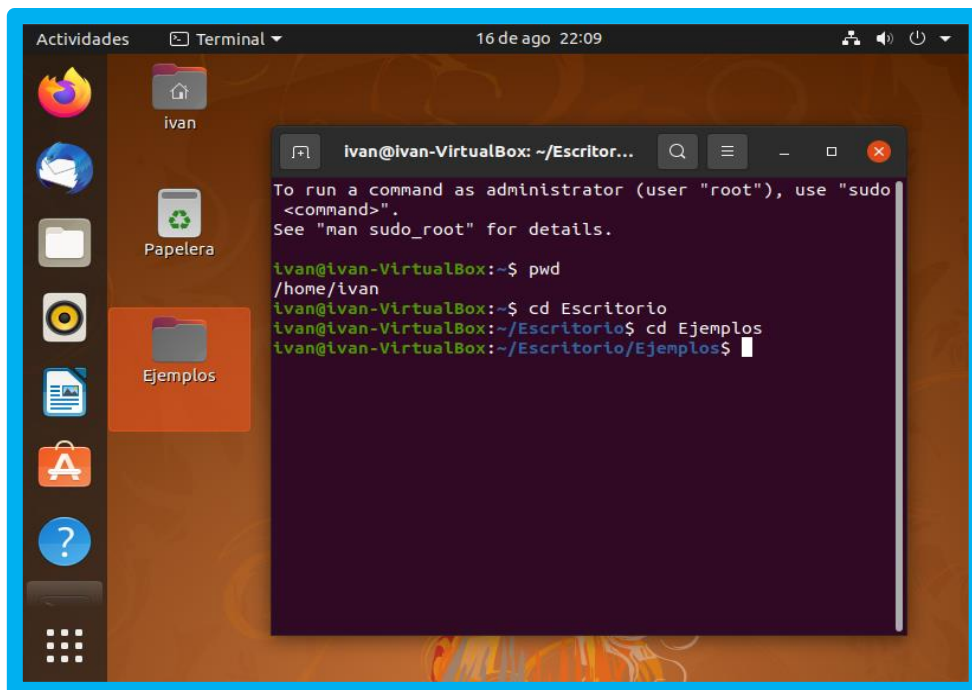 Actividades Terminal 16 de ago 22:09
ivan
Papelera
Ejemplos
ivan@ivan-VirtualBox: ~/Escritor...
To run a command as administrator (user "root"), use "sudo
<command>".
See "man sudo_root" for details.
ivan@ivan-VirtualBox:~$ pwd
/home/ivan
ivan@ivan-VirtualBox:~$ cd Escritorio
ivan@ivan-VirtualBox:~/Escritorio$ cd Ejemplos
ivan@ivan-VirtualBox:~/Escritorio/Ejemplos$